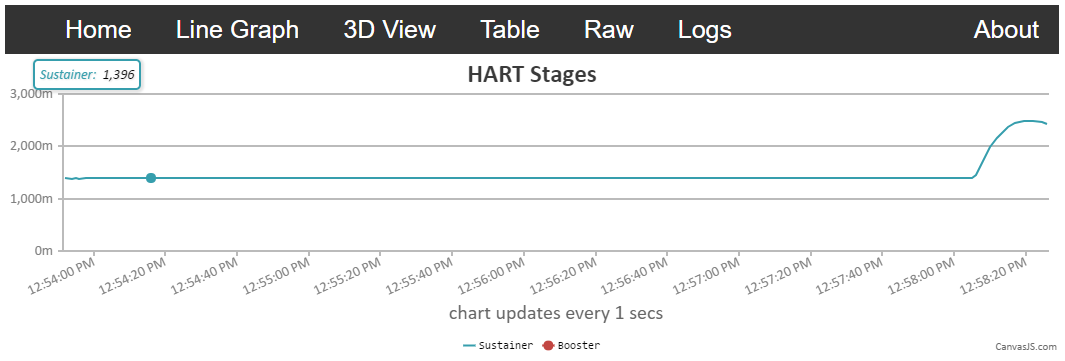 Home Line Graph 3D View Table Raw Logs About
Sustainer: 1,396
HART Stages
3,000m
2,000m
1,000m
0m
12:54:00 PM 12:54:20 PM 12:54:40 PM 12:55:00 PM 12:55:20 PM 12:55:40 PM 12:56:00 PM 12:56:20 PM 12:56:40 PM 12:57:00 PM 12:57:20 PM 12:57:40 PM 12:58:00 PM 12:58:20 PM
chart updates every 1 secs
Sustainer Booster
CanvasJS.com